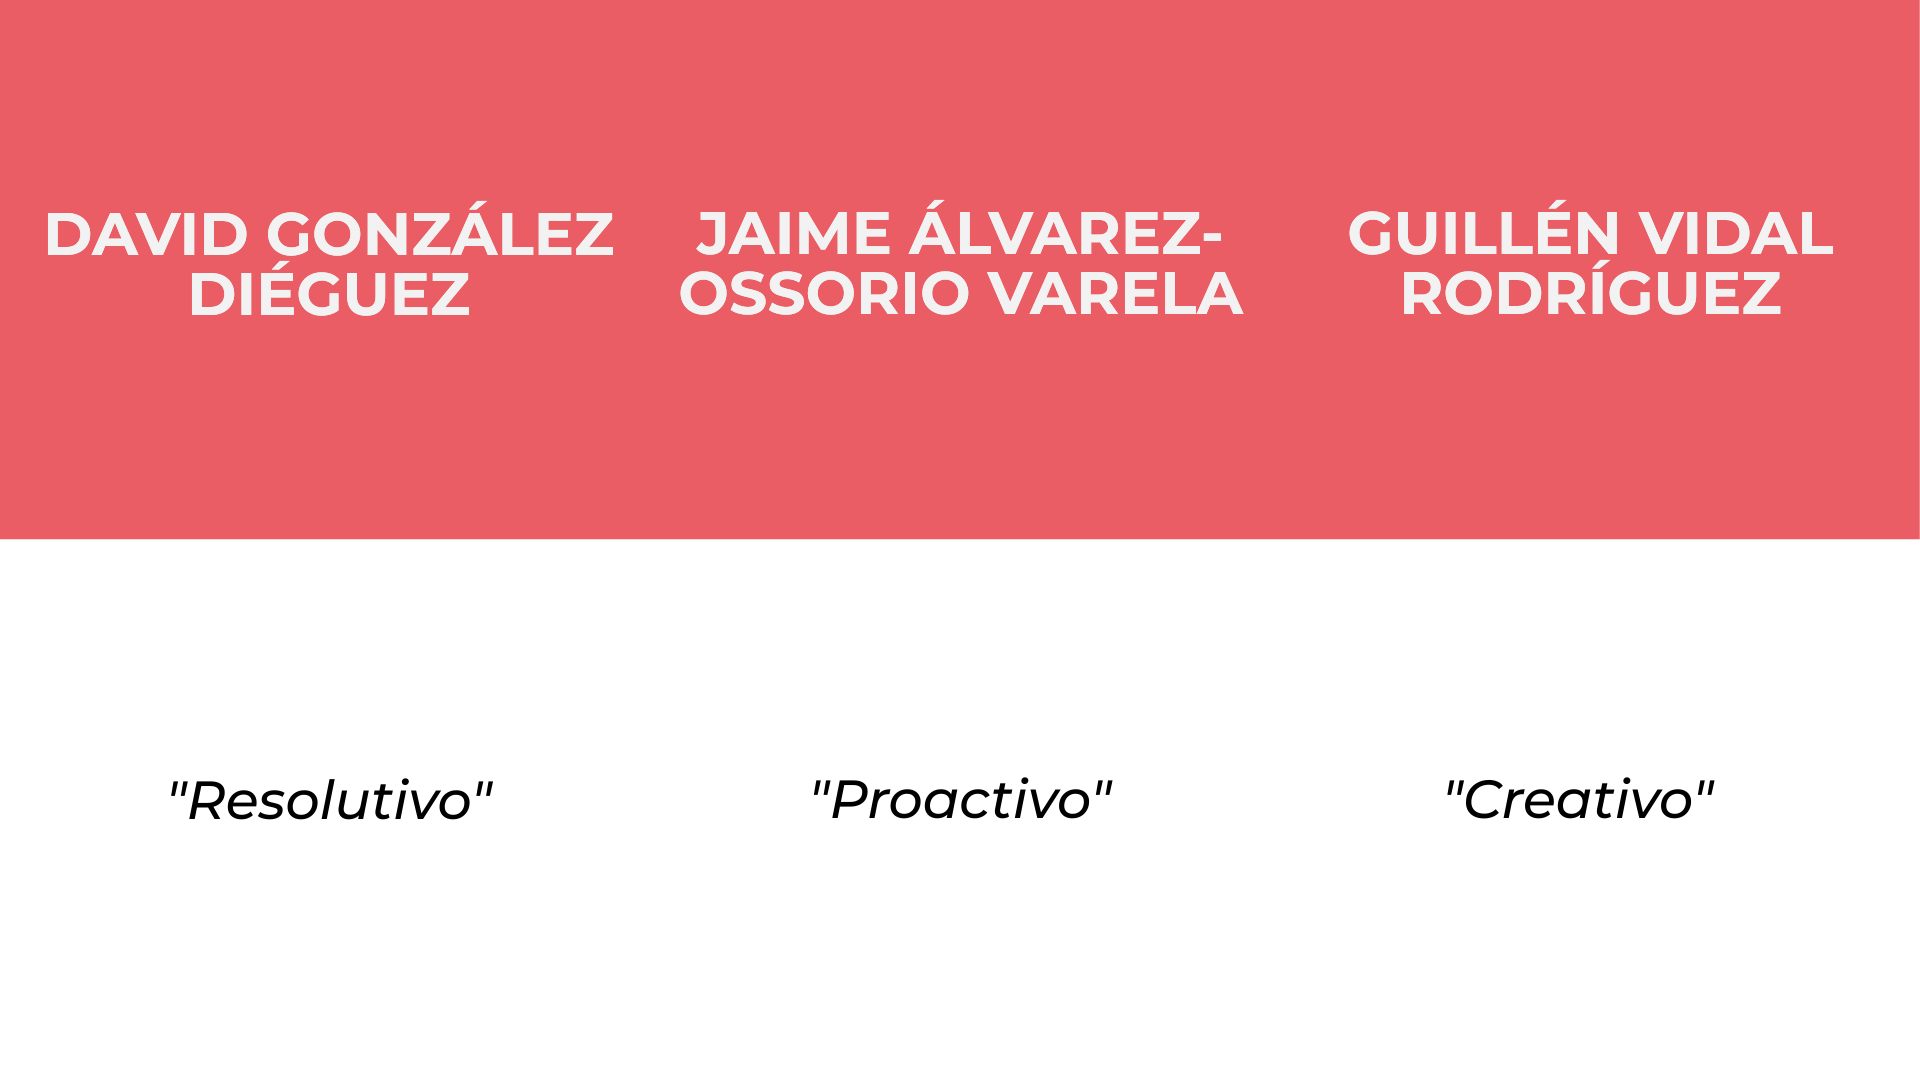 DAVID GONZÁLEZ
DIÉGUEZ
JAIME ÁLVAREZ-
OSSORIO VARELA
GUILLÉN VIDAL
RODRÍGUEZ
"Resolutivo"
"Proactivo"
"Creativo"